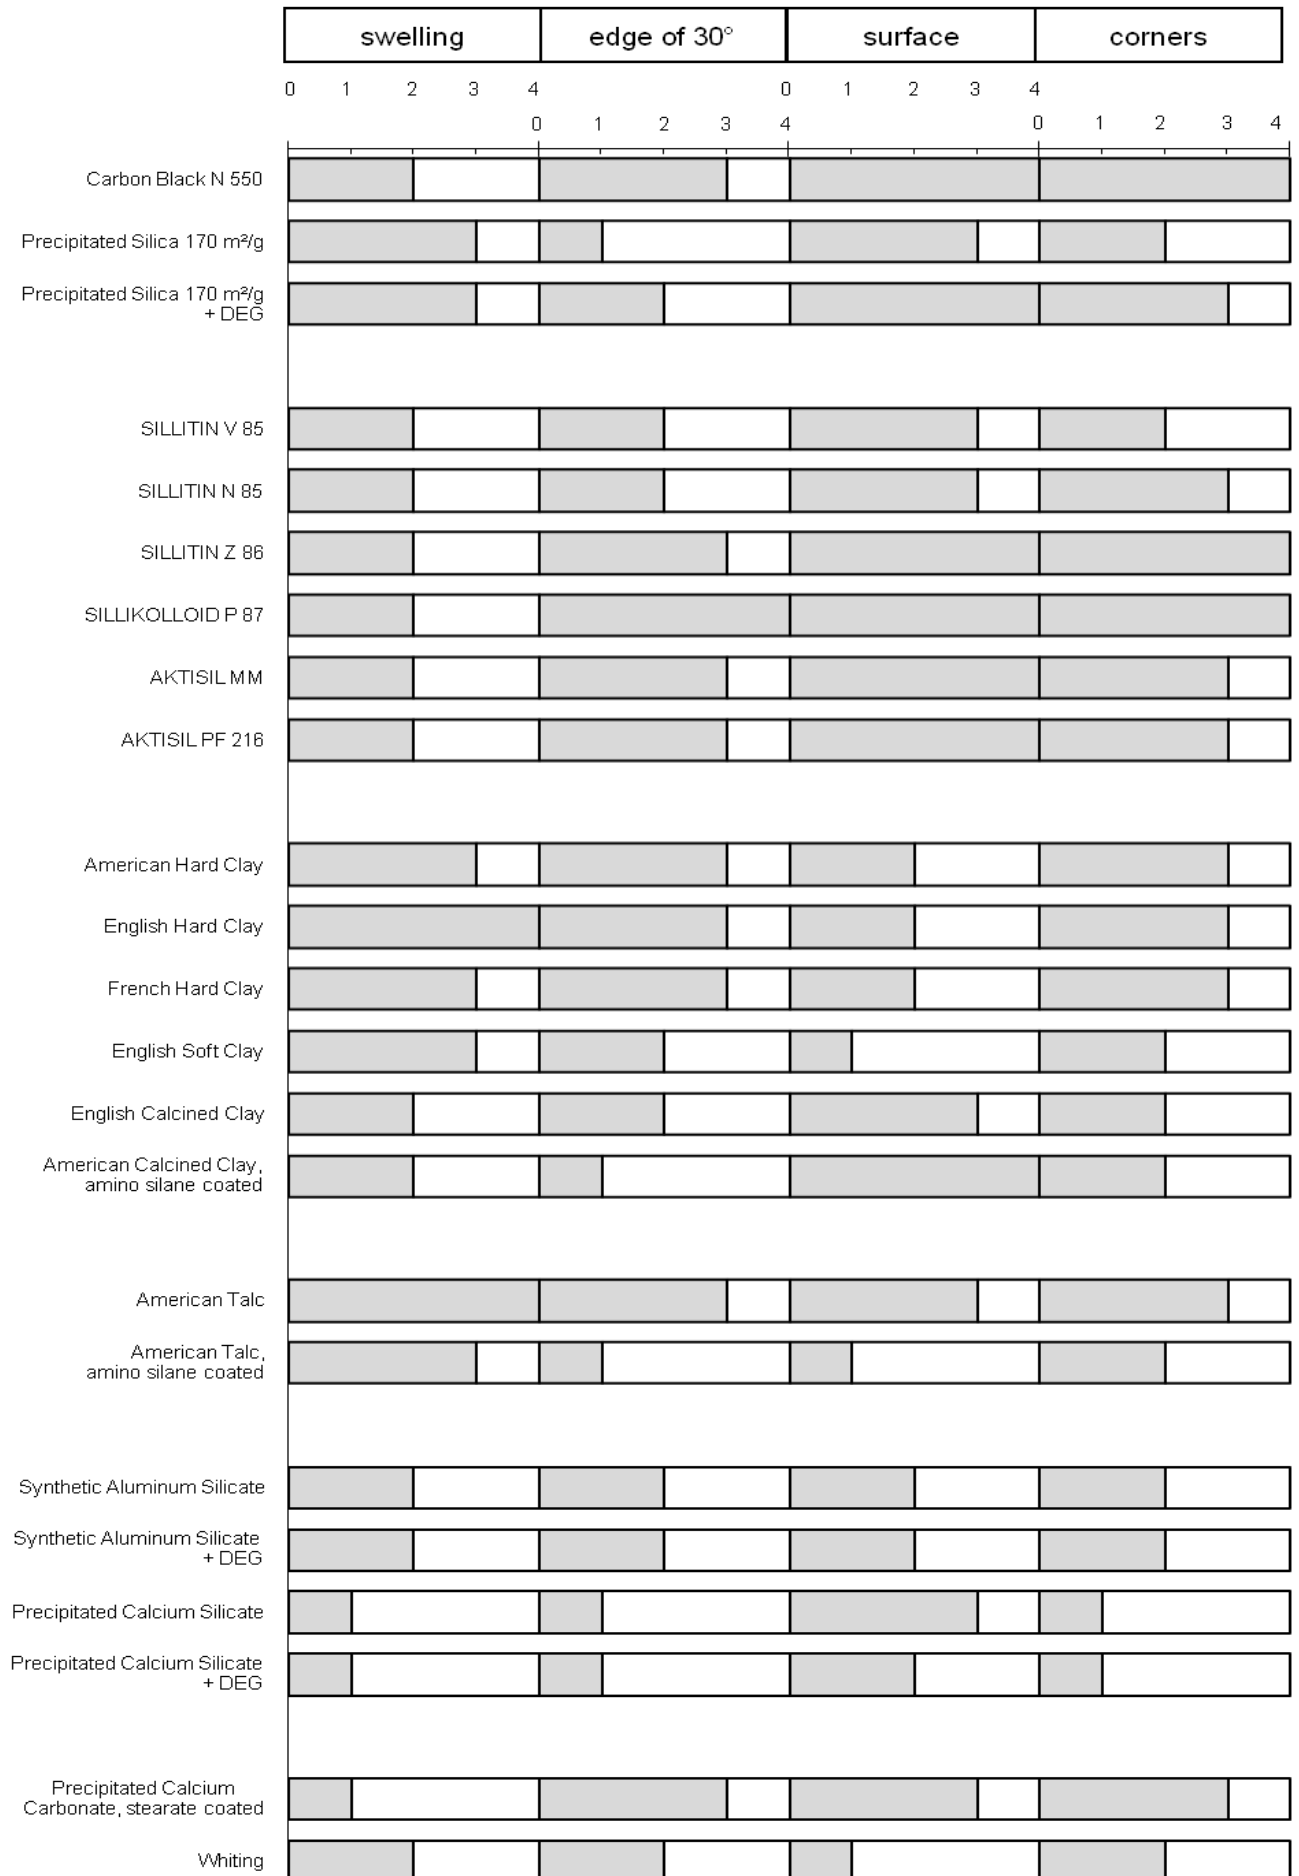 swelling edge of 30° surface corners
0 1 2 3 4 0 1 2 3 4
0 1 2 3 4 0 1 2 3 4
Carbon Black N 550
Precipitated Silica 170 m²/g
Precipitated Silica 170 m²/g
+ DEG
SILLITIN V 85
SILLITIN N 85
SILLITIN Z 86
SILLIKOLLOID P 87
AKTISIL MM
AKTISIL PF 216
American Hard Clay
English Hard Clay
French Hard Clay
English Soft Clay
English Calcined Clay
American Calcined Clay,
amino silane coated
American Talc
American Talc,
amino silane coated
Synthetic Aluminum Silicate
Synthetic Aluminum Silicate
+ DEG
Precipitated Calcium Silicate
Precipitated Calcium Silicate
+ DEG
Precipitated Calcium
Carbonate, stearate coated
Whiting